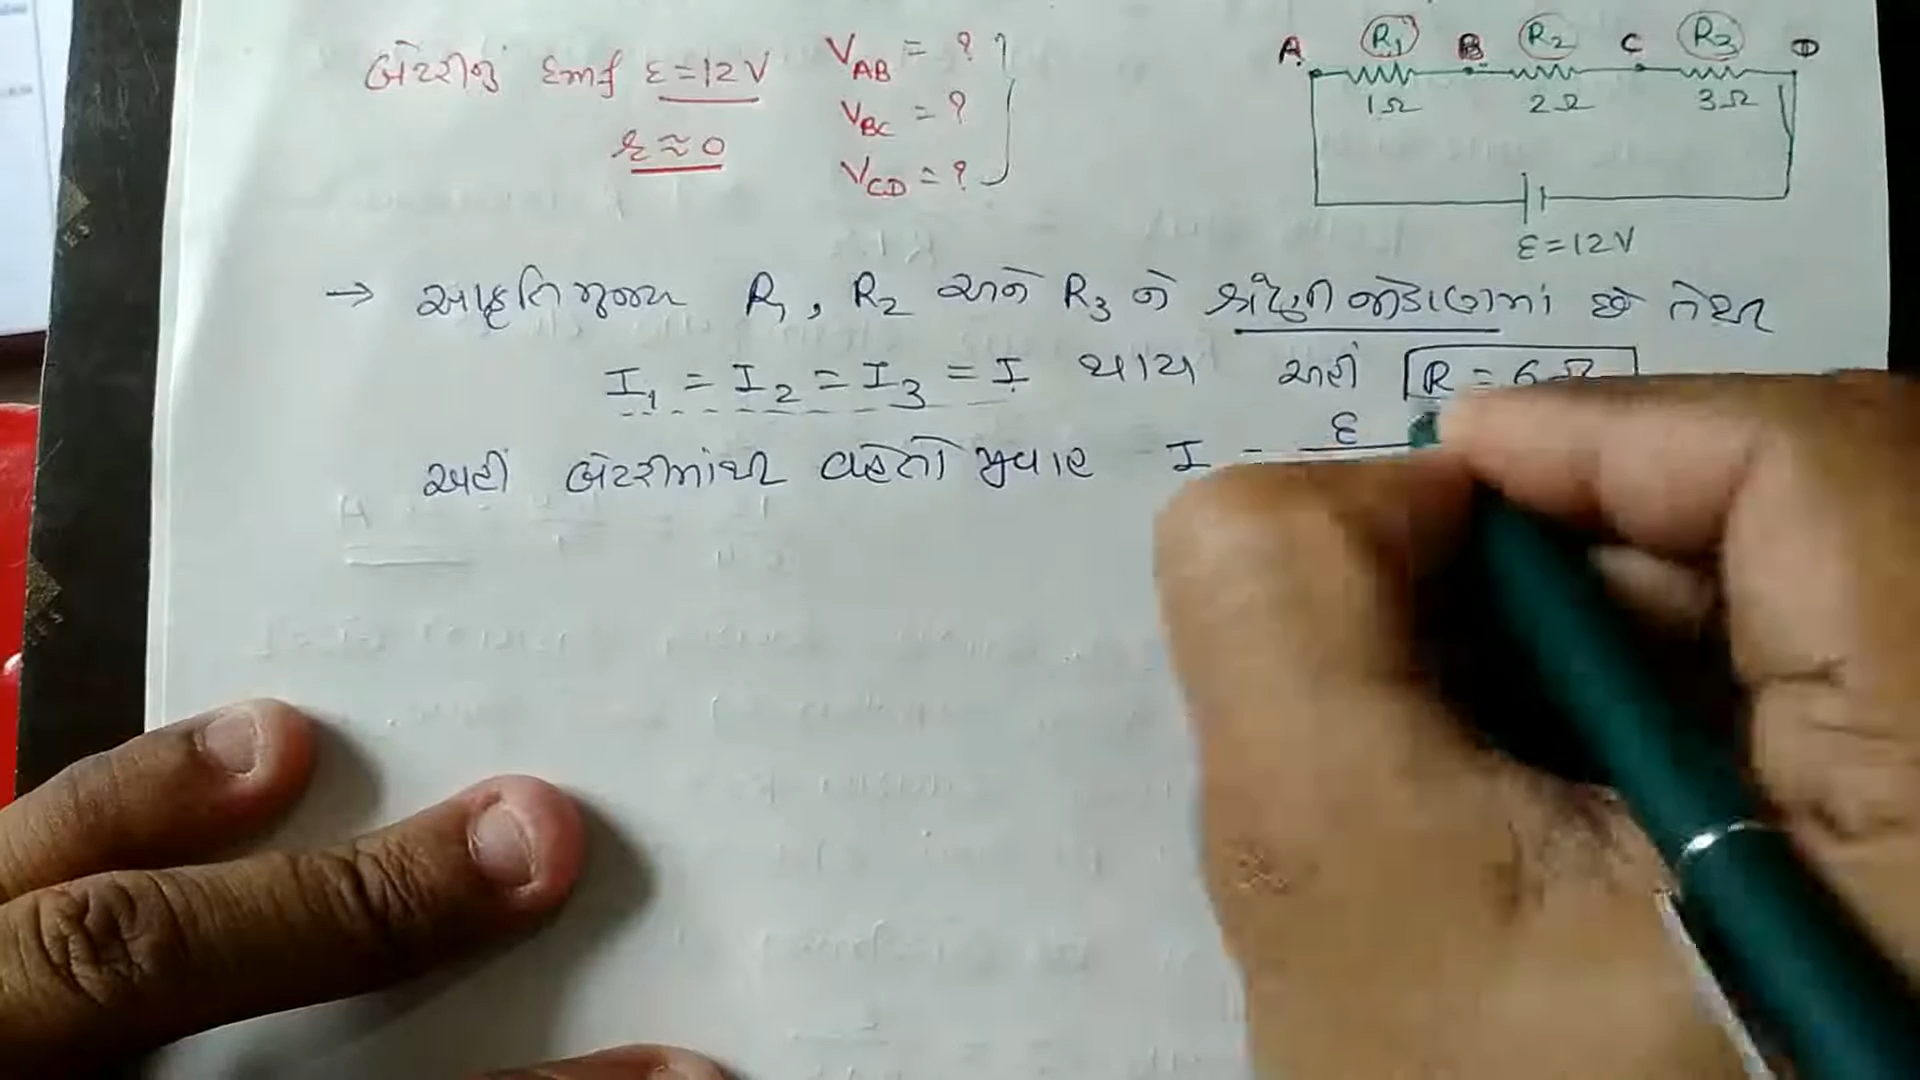 બેટરીનું ઇમર્ફ ε=12V
r≈0
V_AB = ?
V_BC = ?
V_CD = ?
A R₁ B R₂ C R₃ D
1Ω 2Ω 3Ω
ε=12V
→ આકૃતિ મુજબ R₁, R₂ અને R₃ એ શ્રેણી જોડાણમાં છે તેથી
I₁ = I₂ = I₃ = I થાય અહીં R = 6Ω
અહીં બેટરીમાંથી વહેતો પ્રવાહ I = ε